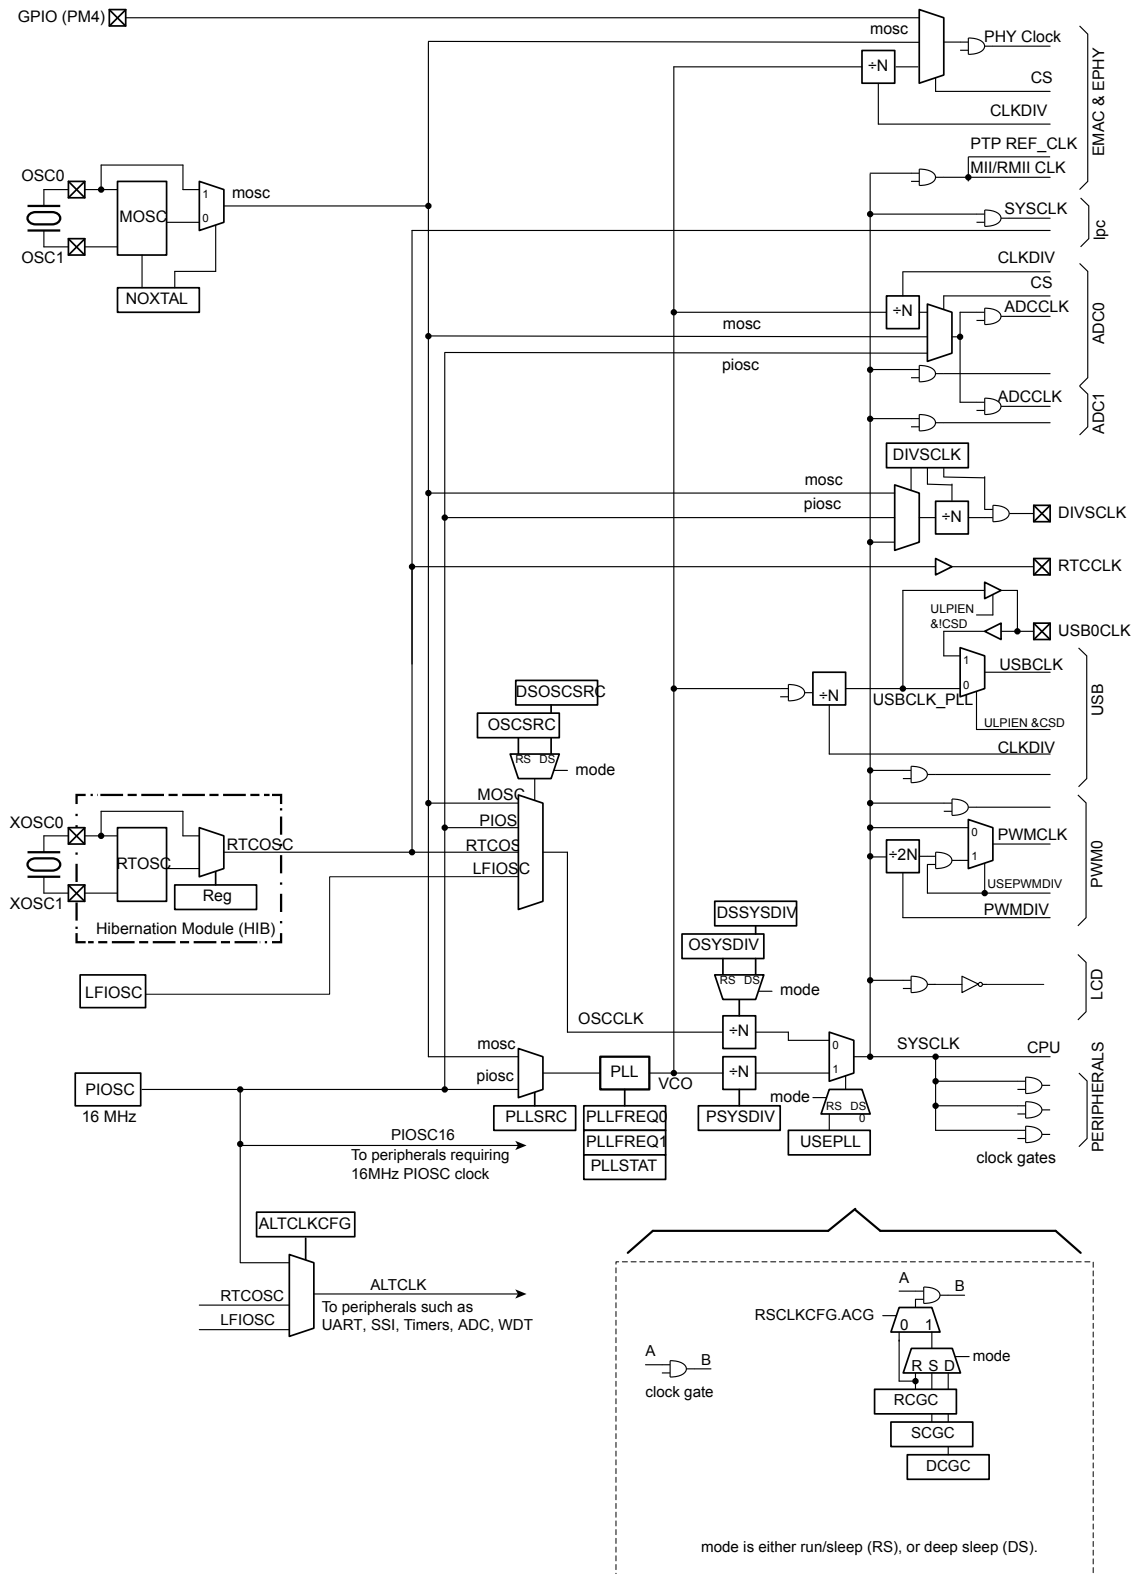 GPIO (PM4)
mosc
PHY Clock
÷N
CS
CLKDIV
EMAC & EPHY
PTP REF_CLK
MII/RMII CLK
OSC0
OSC1
MOSC
1
0
mosc
NOXTAL
SYSCLK
lpc
CLKDIV
CS
÷N
ADCCLK
mosc
piosc
ADC0
ADCCLK
ADC1
DIVSCLK
mosc
piosc
÷N
DIVSCLK
RTCCLK
ULPIEN
&!CSD
USB0CLK
1
0
USBCLK
÷N
USBCLK_PLL
ULPIEN &CSD
CLKDIV
USB
DSOSCSRC
OSCSRC
RS DS
mode
MOSC
PIOS
RTCOS
LFIOSC
XOSC0
XOSC1
RTOSC
RTCOSC
Reg
Hibernation Module (HIB)
0
1
PWMCLK
÷2N
USEPWMDIV
PWMDIV
PWM0
DSSYSDIV
OSYSDIV
RS DS
mode
LFIOSC
LCD
OSCCLK
÷N
0
1
SYSCLK
CPU
mosc
piosc
PLL
VCO
÷N
PIOSC
16 MHz
mode
RS DS
0
PLLSRC
PLLFREQ0
PLLFREQ1
PLLSTAT
PSYSDIV
USEPLL
PERIPHERALS
clock gates
PIOSC16
To peripherals requiring
16MHz PIOSC clock
ALTCLKCFG
RTCOSC
LFIOSC
ALTCLK
To peripherals such as
UART, SSI, Timers, ADC, WDT
A
B
RSCLKCFG.ACG
0 1
A
B
clock gate
mode
R S D
RCGC
SCGC
DCGC
mode is either run/sleep (RS), or deep sleep (DS).